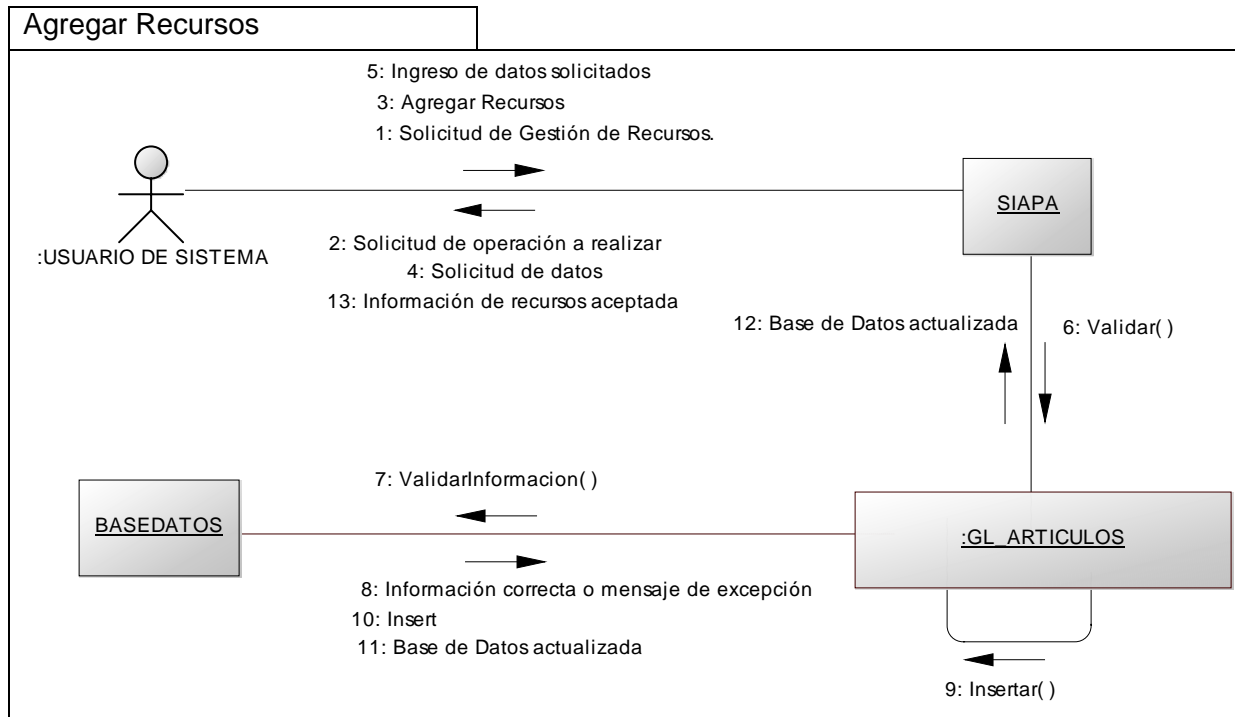 Agregar Recursos
5: Ingreso de datos solicitados
3: Agregar Recursos
1: Solicitud de Gestión de Recursos.
SIAPA
:USUARIO DE SISTEMA
2: Solicitud de operación a realizar
4: Solicitud de datos
13: Información de recursos aceptada
12: Base de Datos actualizada
6: Validar( )
7: ValidarInformacion( )
BASEDATOS
:GL_ARTICULOS
8: Información correcta o mensaje de excepción
10: Insert
11: Base de Datos actualizada
9: Insertar( )